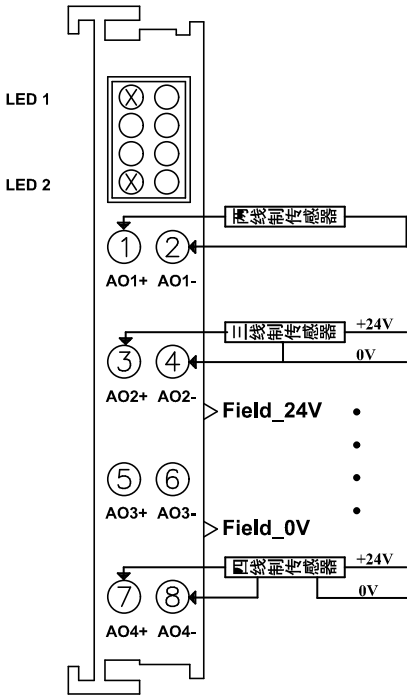 LED 1
LED 2
两线制传感器
① ②
AO1+ AO1-
三线制传感器 +24V
0V
③ ④
AO2+ AO2-
Field_24V
⑤ ⑥
AO3+ AO3-
Field_0V
四线制传感器 +24V
0V
⑦ ⑧
AO4+ AO4-